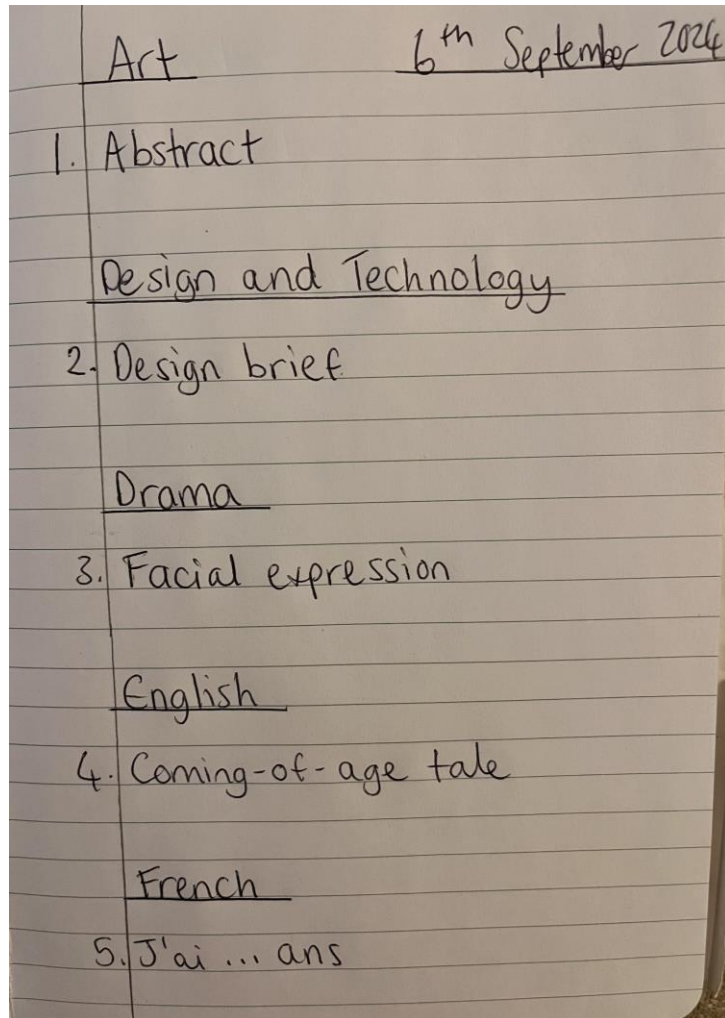 Art 6th September 2024
1. Abstract
Design and Technology
2. Design brief
Drama
3. Facial expression
English
4. Coming-of-age tale
French
5. J'ai ... ans